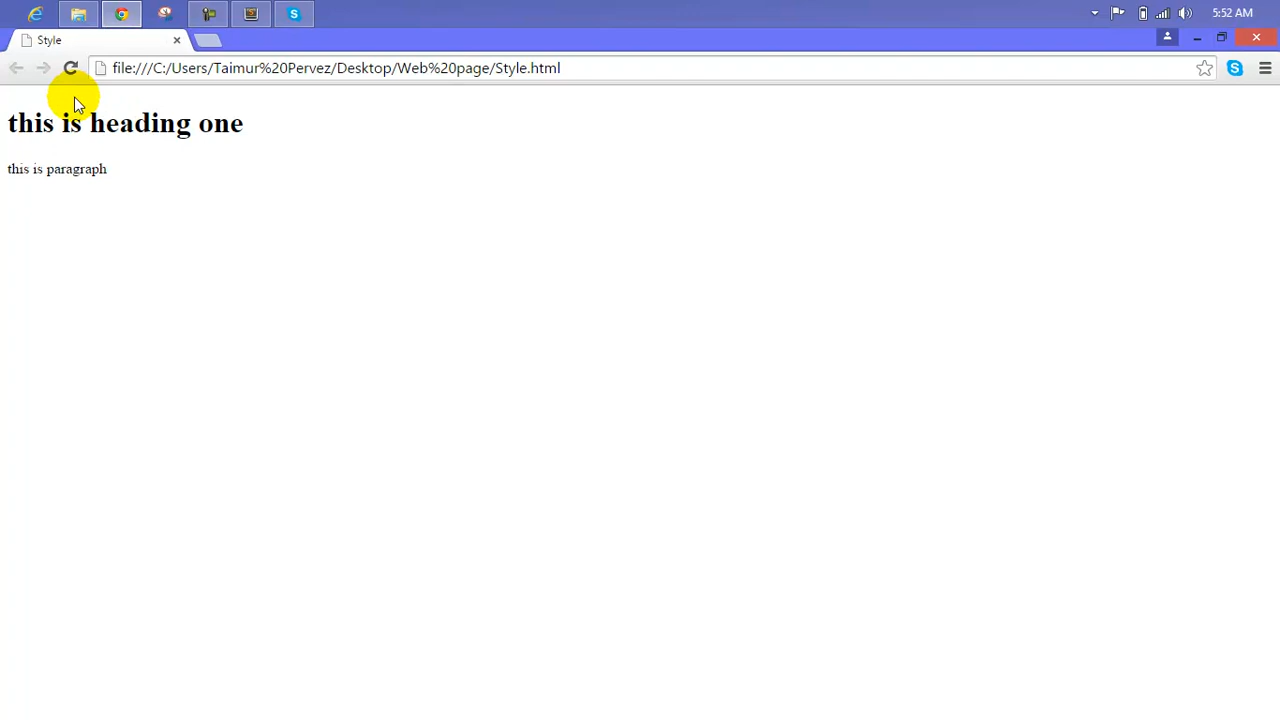 5:52 AM
Style
file:///C:/Users/Taimur%20Pervez/Desktop/Web%20page/Style.html
this is heading one
this is paragraph